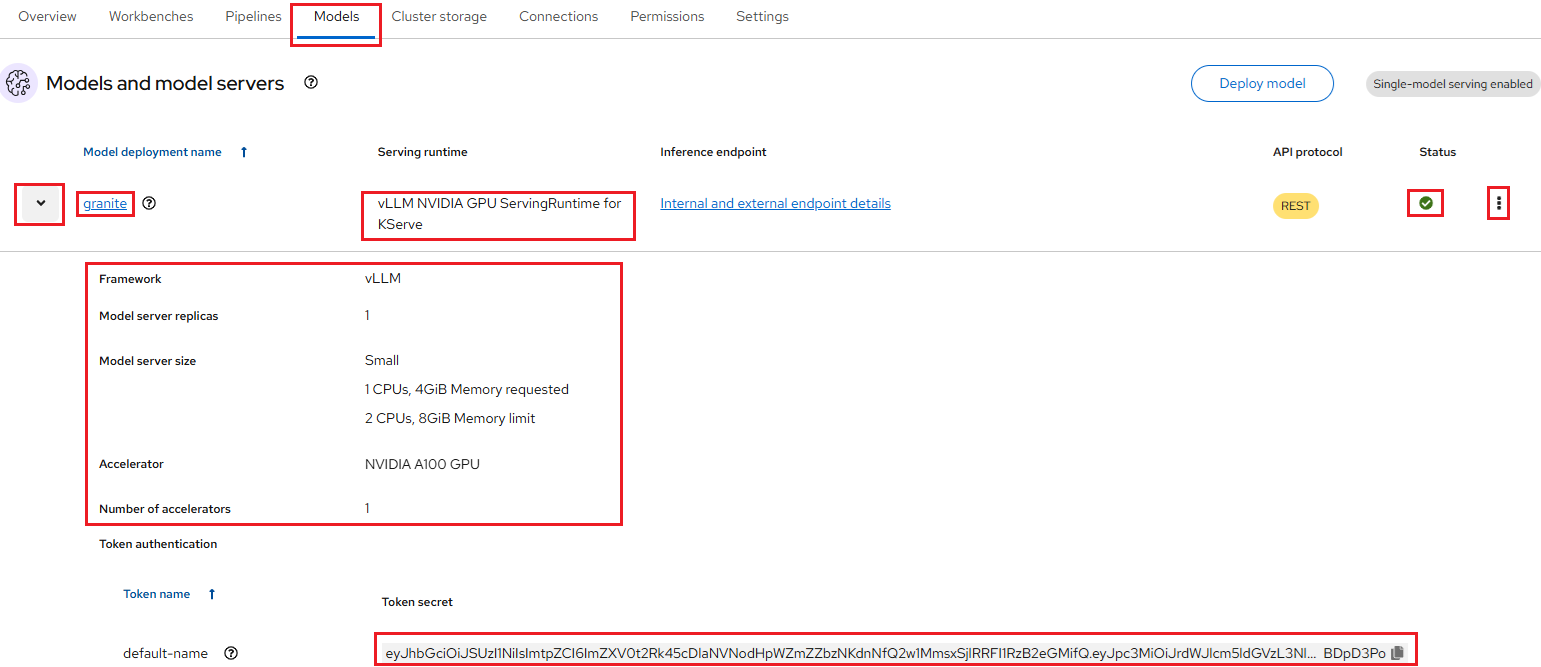 Overview Workbenches Pipelines Models Cluster storage Connections Permissions Settings
Models and model servers
Deploy model
Single-model serving enabled
Model deployment name Serving runtime Inference endpoint API protocol Status
granite vLLM NVIDIA GPU ServingRuntime for KServe Internal and external endpoint details REST
Framework vLLM
Model server replicas 1
Model server size Small
1 CPUs, 4GiB Memory requested
2 CPUs, 8GiB Memory limit
Accelerator NVIDIA A100 GPU
Number of accelerators 1
Token authentication
Token name Token secret
default-name